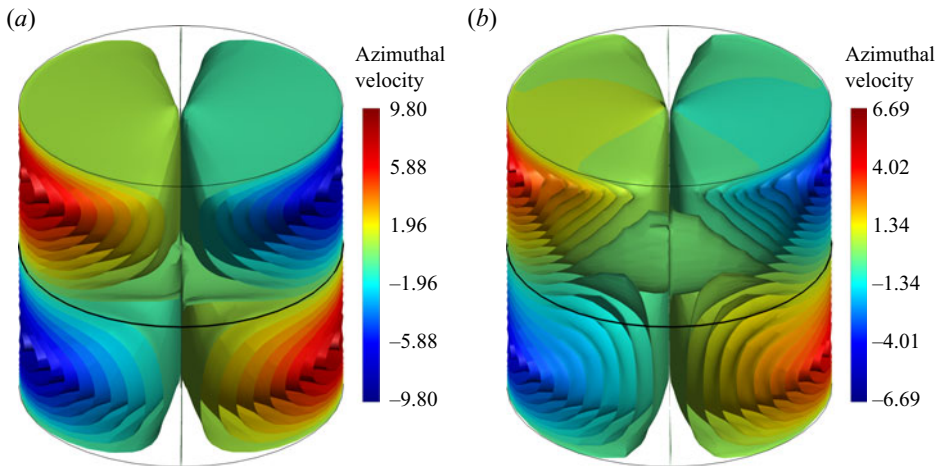 (a)
Azimuthal
velocity
9.80
5.88
1.96
–1.96
–5.88
–9.80
(b)
Azimuthal
velocity
6.69
4.02
1.34
–1.34
–4.01
–6.69